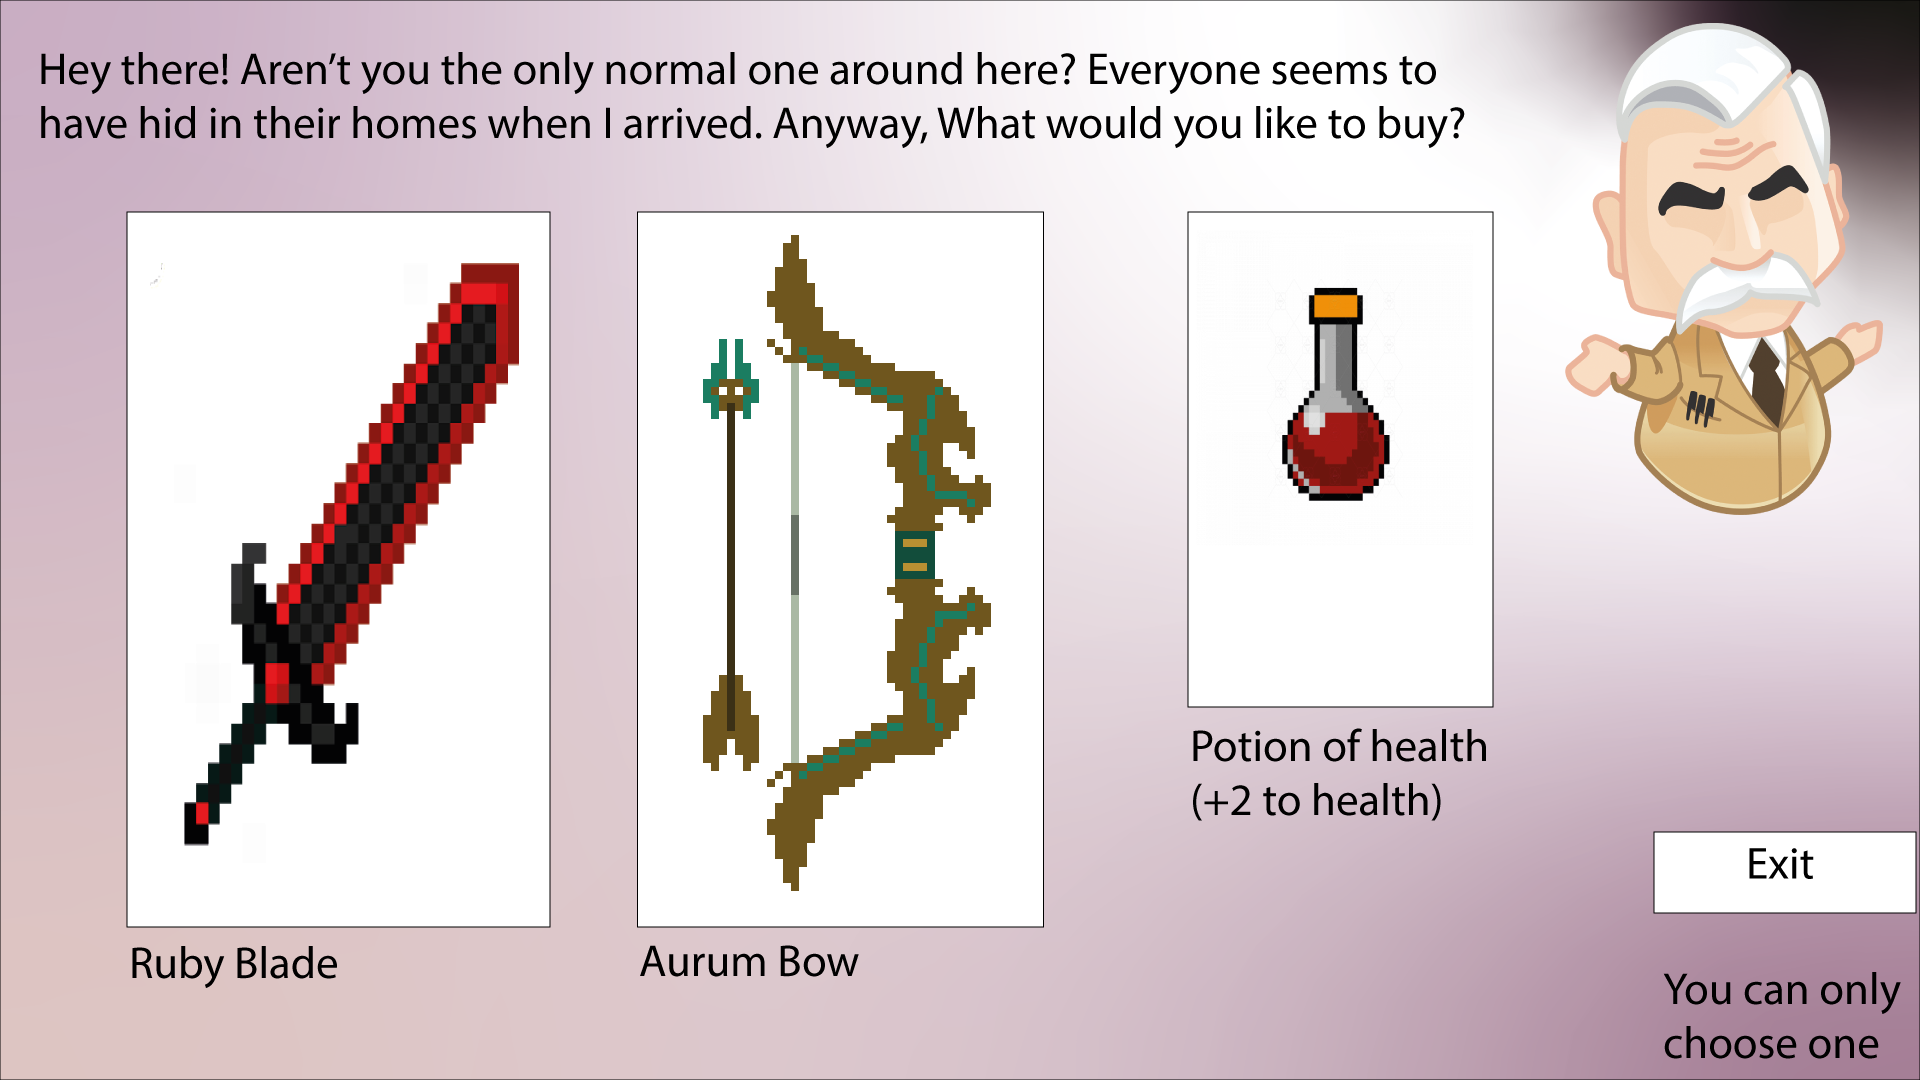 Hey there! Aren’t you the only normal one around here? Everyone seems to
have hid in their homes when I arrived. Anyway, What would you like to buy?
Potion of health
(+2 to health)
Exit
Ruby Blade
Aurum Bow
You can only
choose one